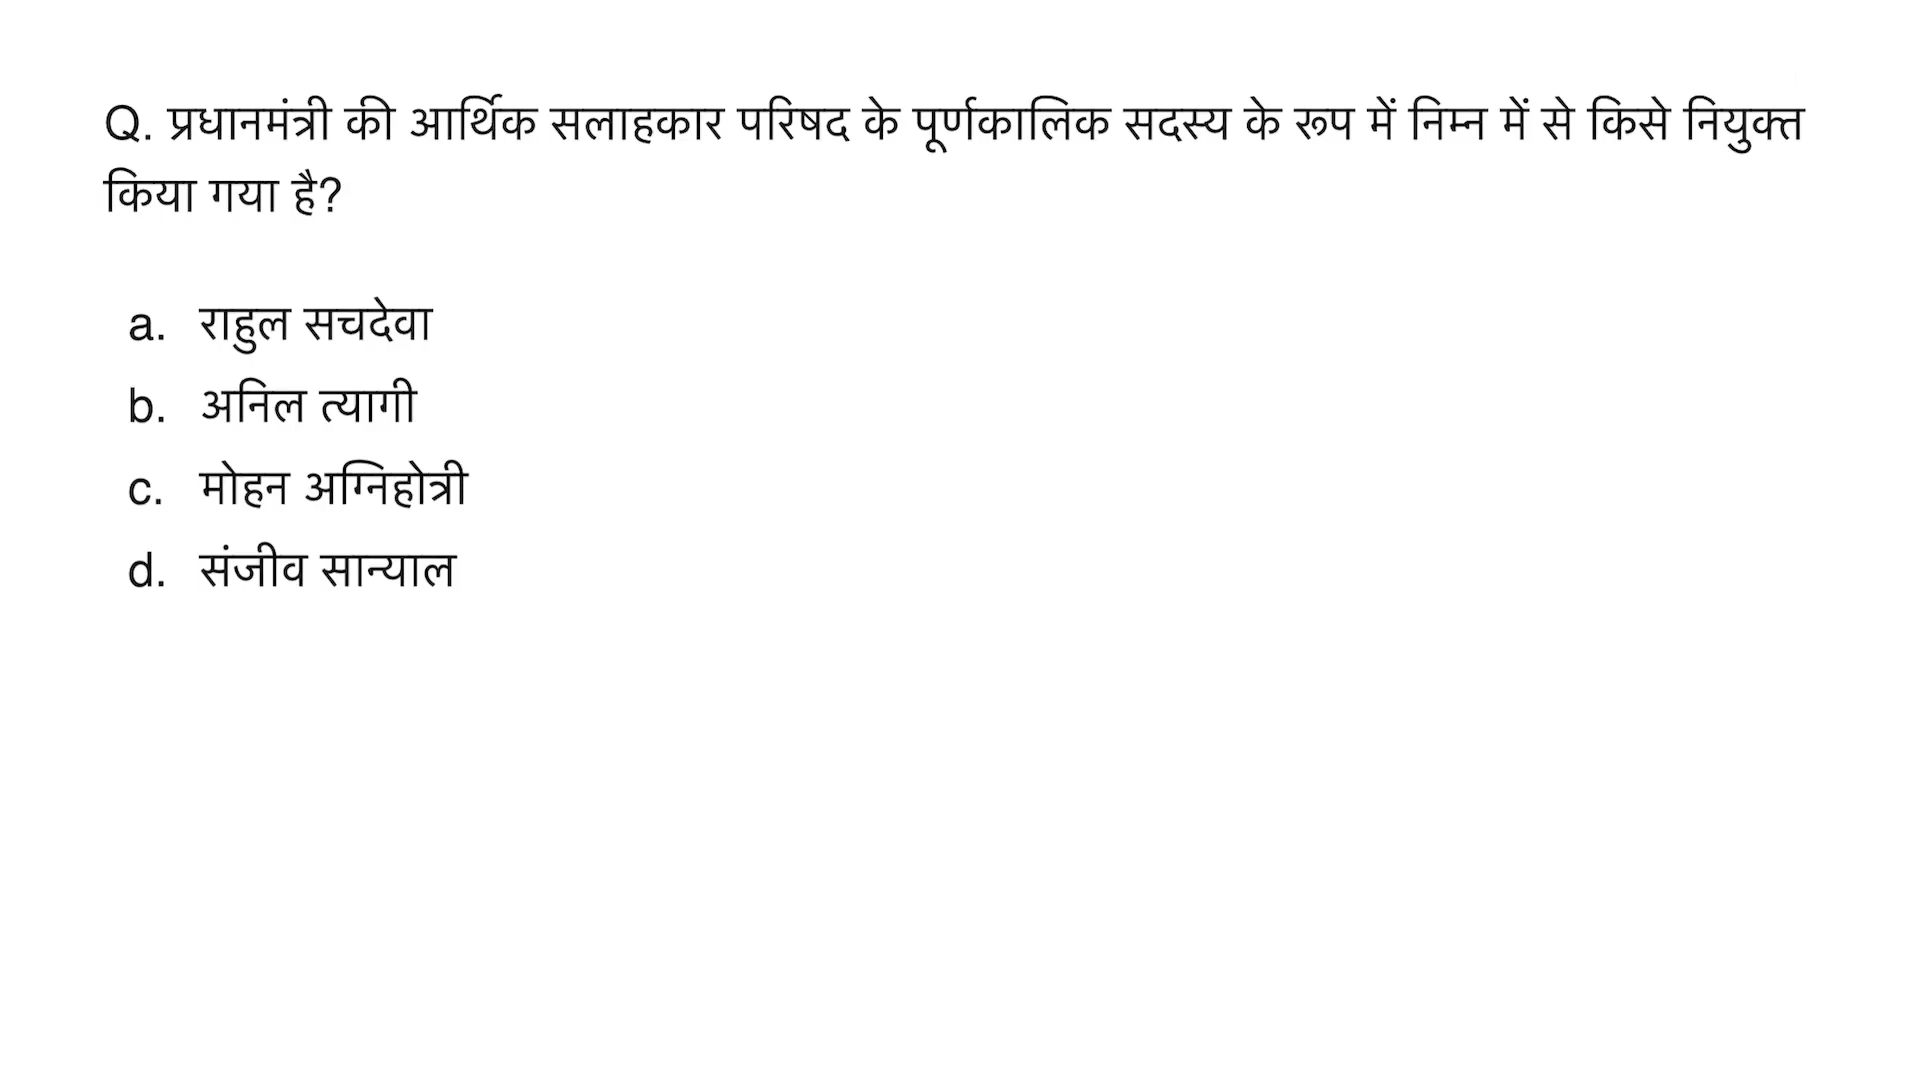 Q. प्रधानमंत्री की आर्थिक सलाहकार परिषद के पूर्णकालिक सदस्य के रूप में निम्न में से किसे नियुक्त
किया गया है?
a. राहुल सचदेवा
b. अनिल त्यागी
c. मोहन अग्निहोत्री
d. संजीव सान्याल